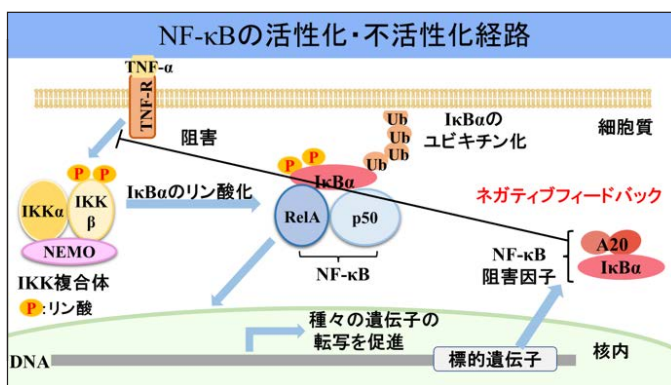 NF-κBの活性化・不活性化経路
TNF-α
TNF-R
阻害
Ub
Ub
Ub
Ub
IκBαの
ユビキチン化
細胞質
P
P
IKKα
IKK
β
NEMO
IKK複合体
P:リン酸
IκBαのリン酸化
P
P
IκBα
RelA
p50
NF-κB
ネガティブフィードバック
NF-κB
阻害因子
A20
IκBα
種々の遺伝子の
転写を促進
DNA
標的遺伝子
核内